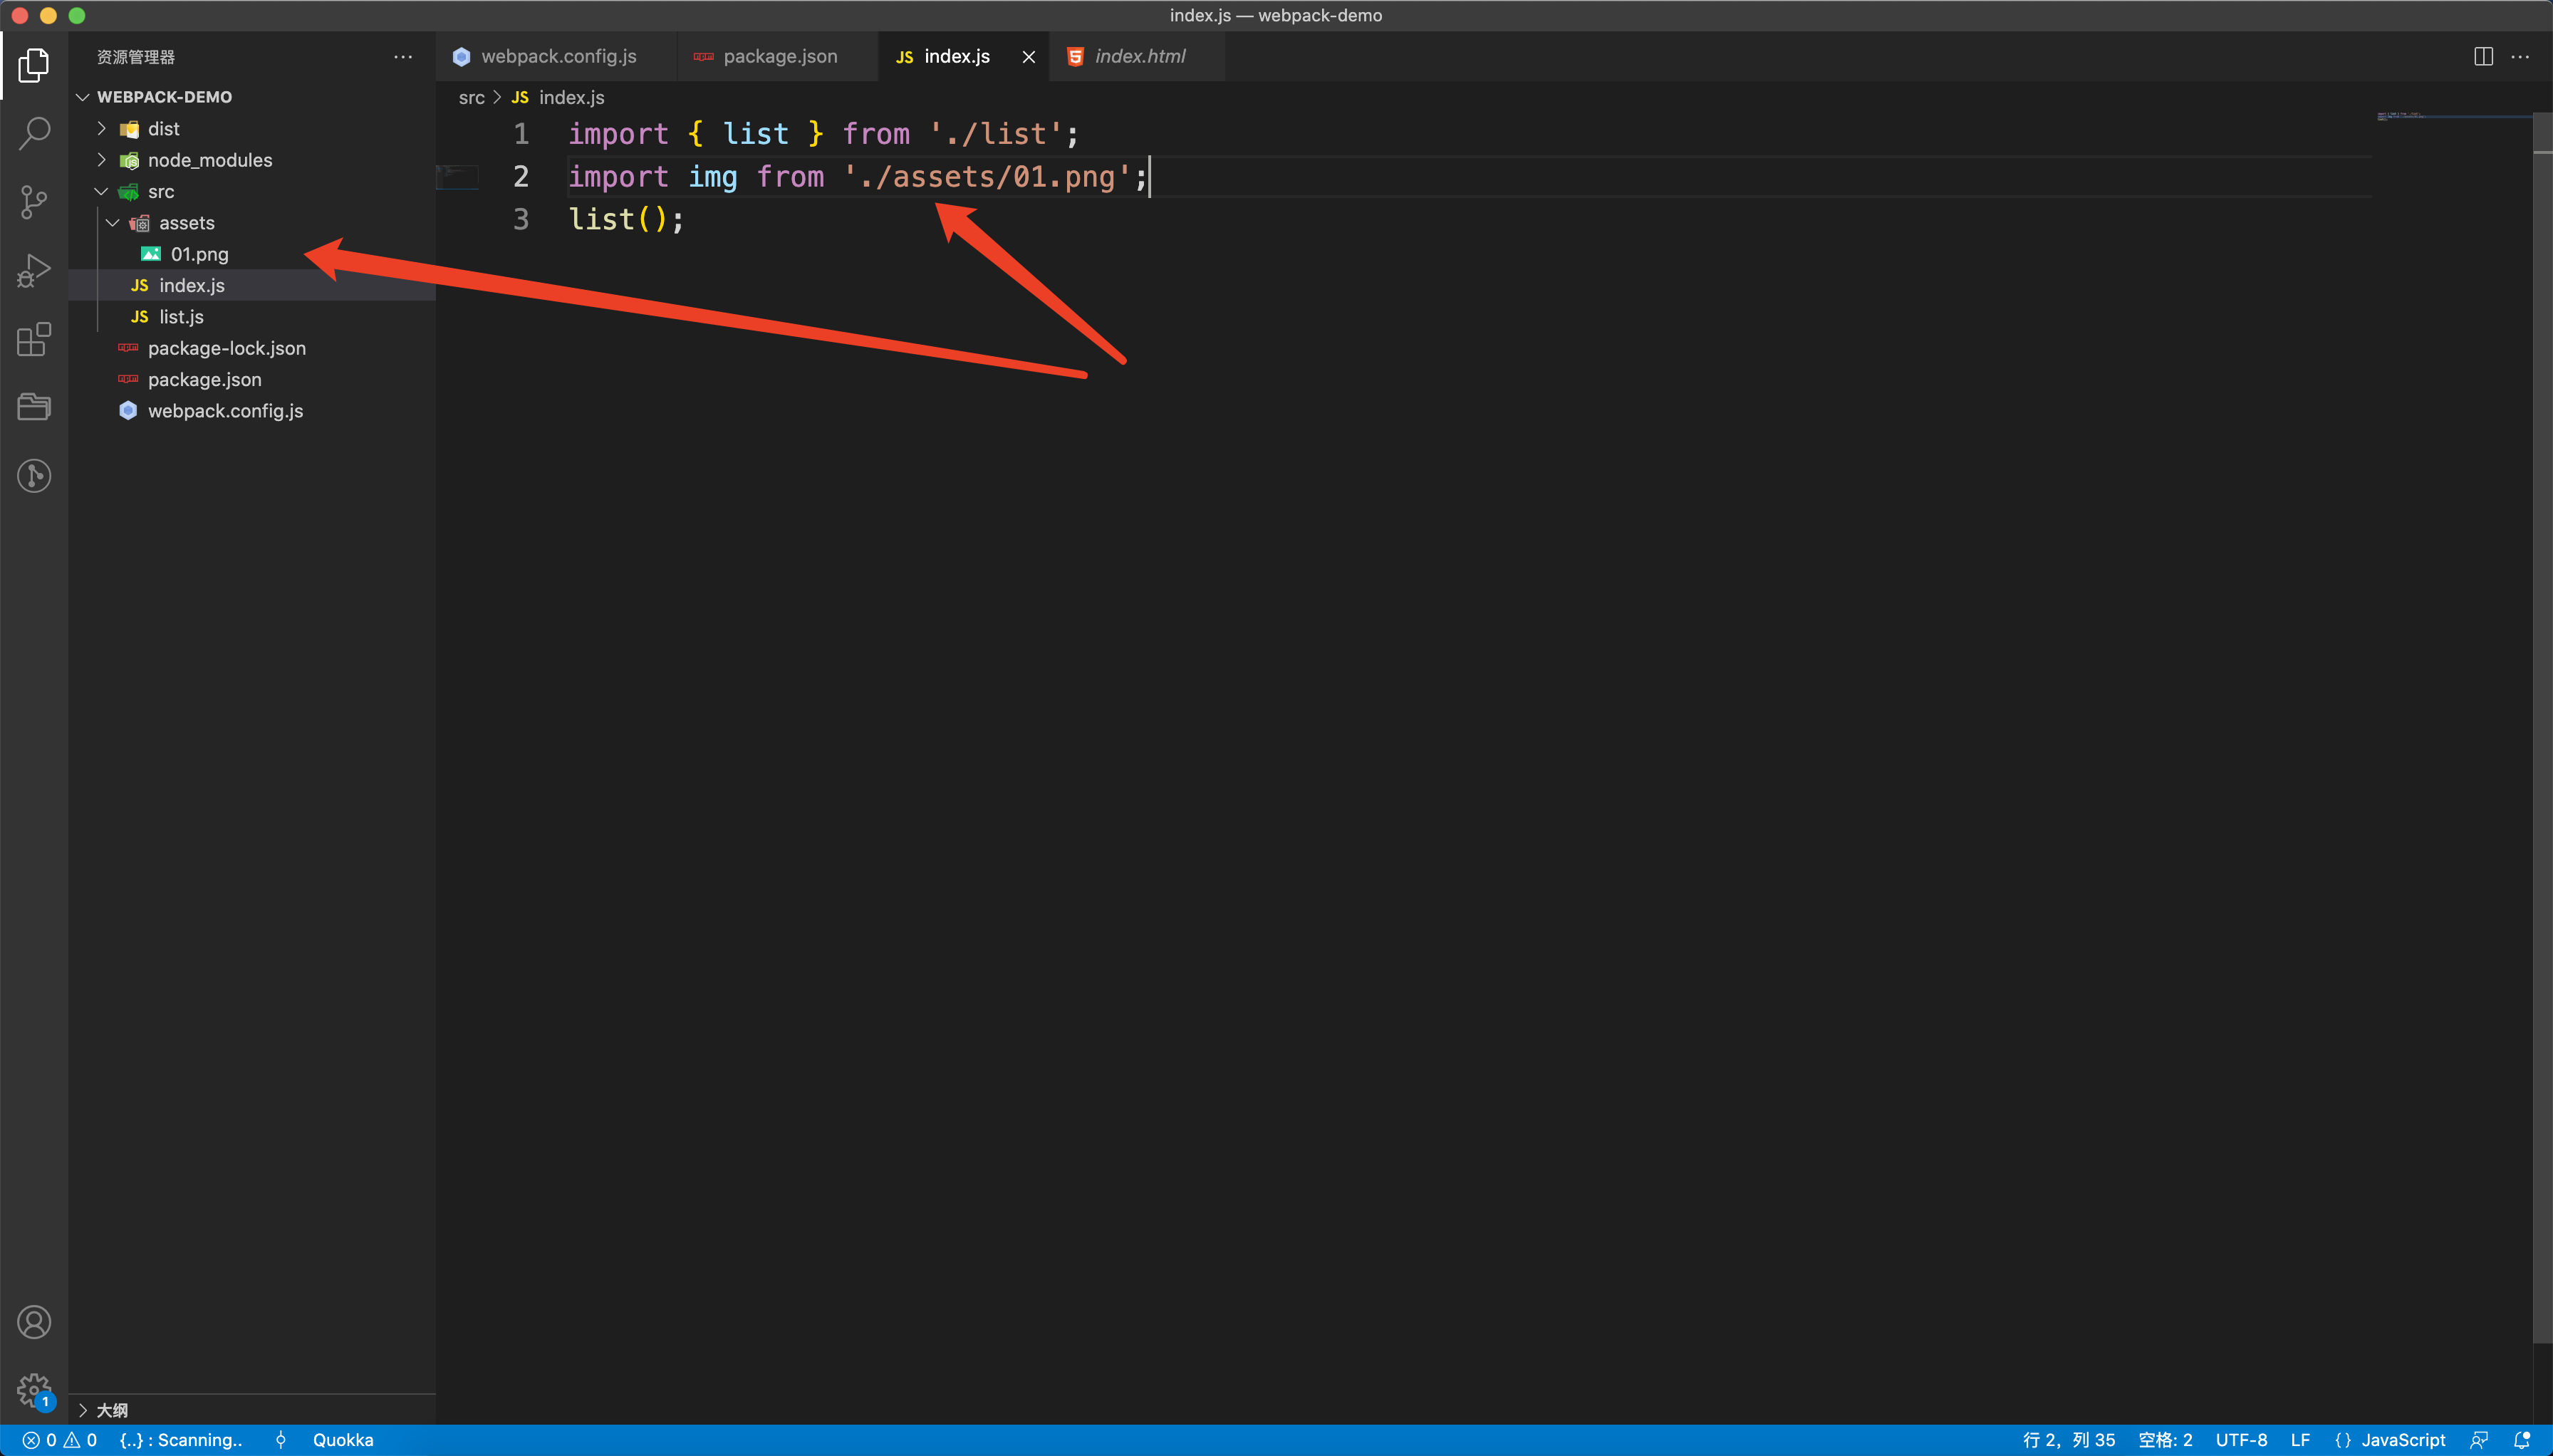 index.js — webpack-demo
资源管理器
WEBPACK-DEMO
dist
node_modules
src
assets
01.png
index.js
list.js
package-lock.json
package.json
webpack.config.js
大纲
webpack.config.js
package.json
JS index.js
index.html
src > JS index.js
1 import { list } from './list';
2 import img from './assets/01.png';
3 list();
1
0 0 {..} : Scanning.. Quokka
行 2，列 35 空格: 2 UTF-8 LF {} JavaScript